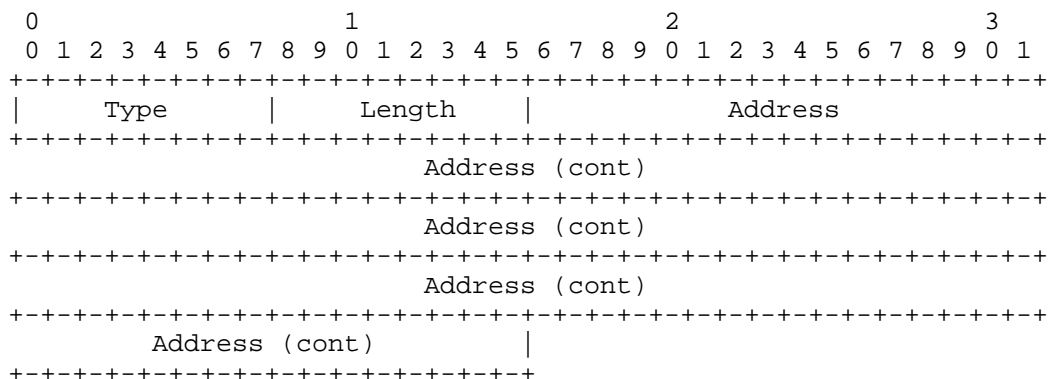 0                   1                   2                   3
 0 1 2 3 4 5 6 7 8 9 0 1 2 3 4 5 6 7 8 9 0 1 2 3 4 5 6 7 8 9 0 1
+-+-+-+-+-+-+-+-+-+-+-+-+-+-+-+-+-+-+-+-+-+-+-+-+-+-+-+-+-+-+-+-+
|     Type      |    Length     |            Address
+-+-+-+-+-+-+-+-+-+-+-+-+-+-+-+-+-+-+-+-+-+-+-+-+-+-+-+-+-+-+-+-+
                         Address (cont)
+-+-+-+-+-+-+-+-+-+-+-+-+-+-+-+-+-+-+-+-+-+-+-+-+-+-+-+-+-+-+-+-+
                         Address (cont)
+-+-+-+-+-+-+-+-+-+-+-+-+-+-+-+-+-+-+-+-+-+-+-+-+-+-+-+-+-+-+-+-+
                         Address (cont)
+-+-+-+-+-+-+-+-+-+-+-+-+-+-+-+-+-+-+-+-+-+-+-+-+-+-+-+-+-+-+-+-+
        Address (cont)          |
+-+-+-+-+-+-+-+-+-+-+-+-+-+-+-+-+